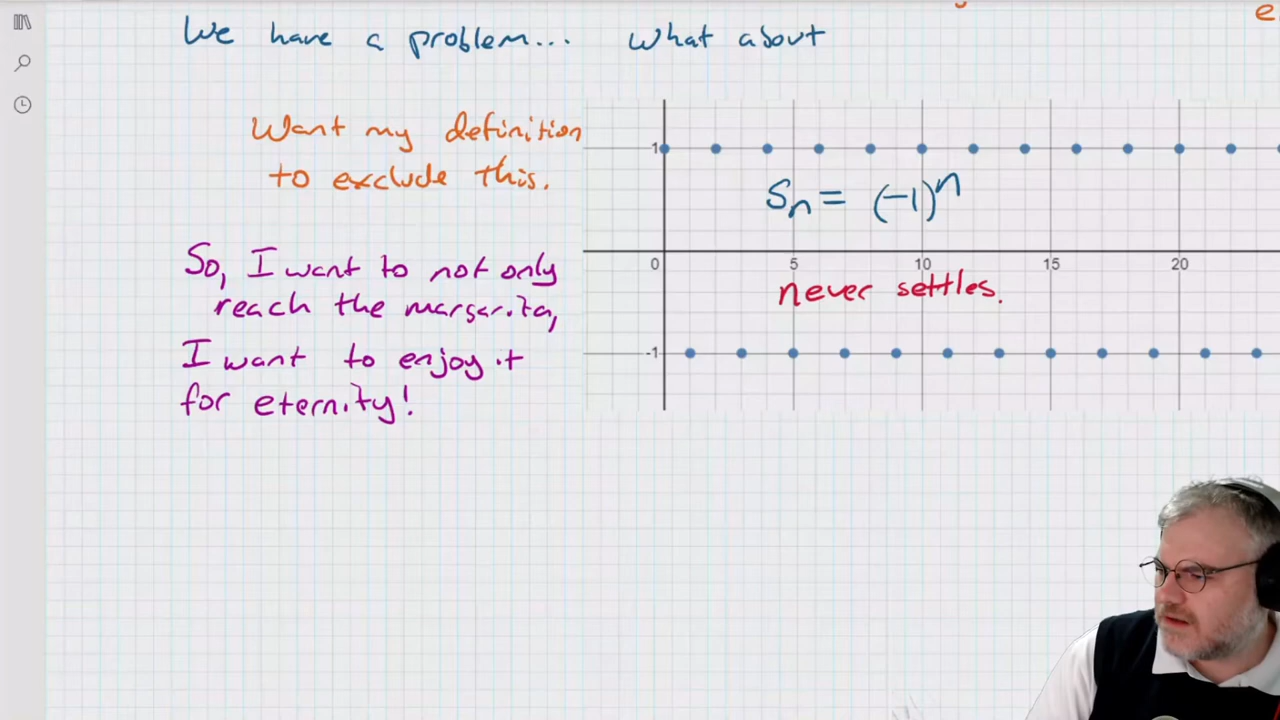 We have a problem... What about
Want my definition
to exclude this.
So, I want to not only
reach the margarita,
I want to enjoy it
for eternity!
1
Sn = (-1)^n
0 5 10 15 20
never settles.
-1
e